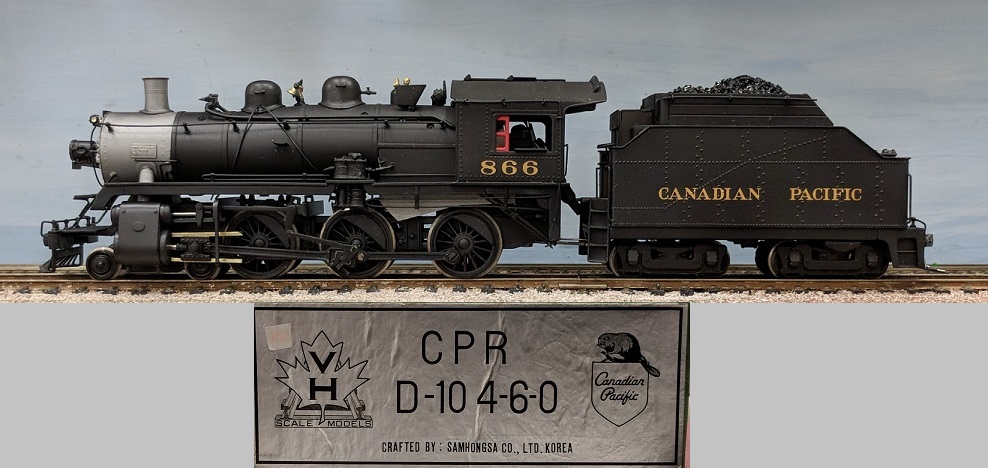 866
CANADIAN PACIFIC
VH
SCALE MODELS
CPR
D-10 4-6-0
Canadian
Pacific
CRAFTED BY: SAMHONGSA CO., LTD. KOREA